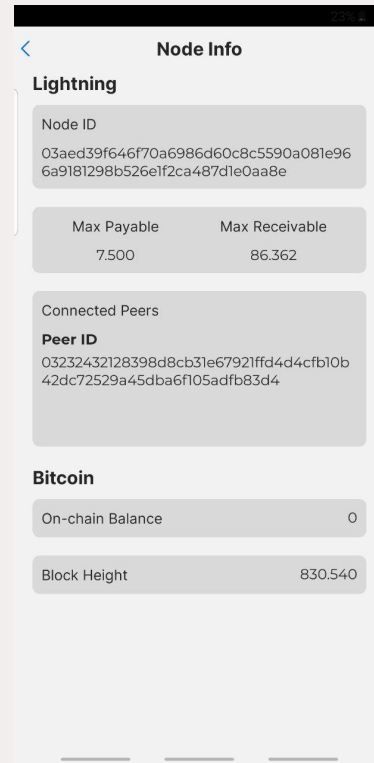 23%
Node Info
Lightning
Node ID
03aed39f646f70a6986d60c8c5590a081e96
6a9181298b526e1f2ca487d1e0aa8e
Max Payable Max Receivable
7.500 86.362
Connected Peers
Peer ID
03232432128398d8cb31e67921ffd4d4cfb10b
42dc72529a45dba6f105adfb83d4
Bitcoin
On-chain Balance 0
Block Height 830.540